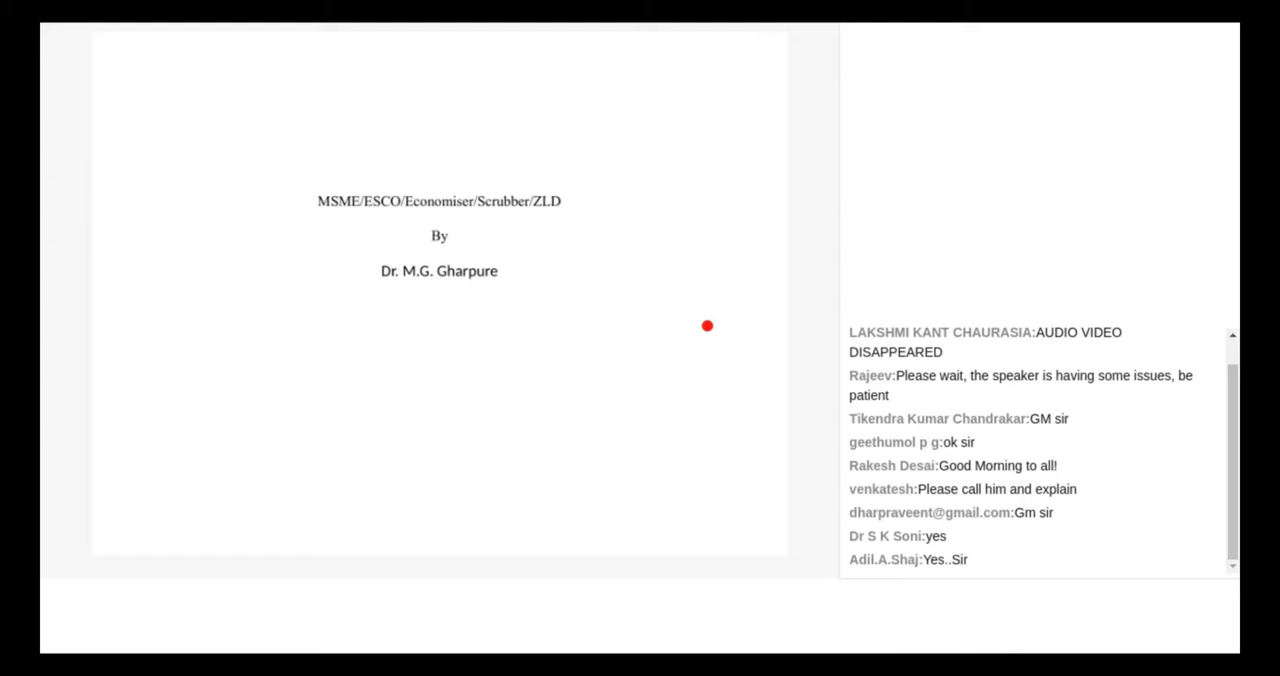 MSME/ESCO/Economiser/Scrubber/ZLD
By
Dr. M.G. Gharpure
LAKSHMI KANT CHAURASIA:AUDIO VIDEO
DISAPPEARED
Rajeev:Please wait, the speaker is having some issues, be
patient
Tikendra Kumar Chandrakar:GM sir
geethumol p g:ok sir
Rakesh Desai:Good Morning to all!
venkatesh:Please call him and explain
dharpraveent@gmail.com:Gm sir
Dr S K Soni:yes
Adil.A.Shaj:Yes..Sir